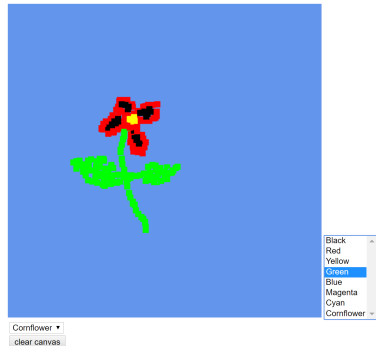 Black
Red
Yellow
Green
Blue
Magenta
Cyan
Cornflower
Cornflower
clear canvas